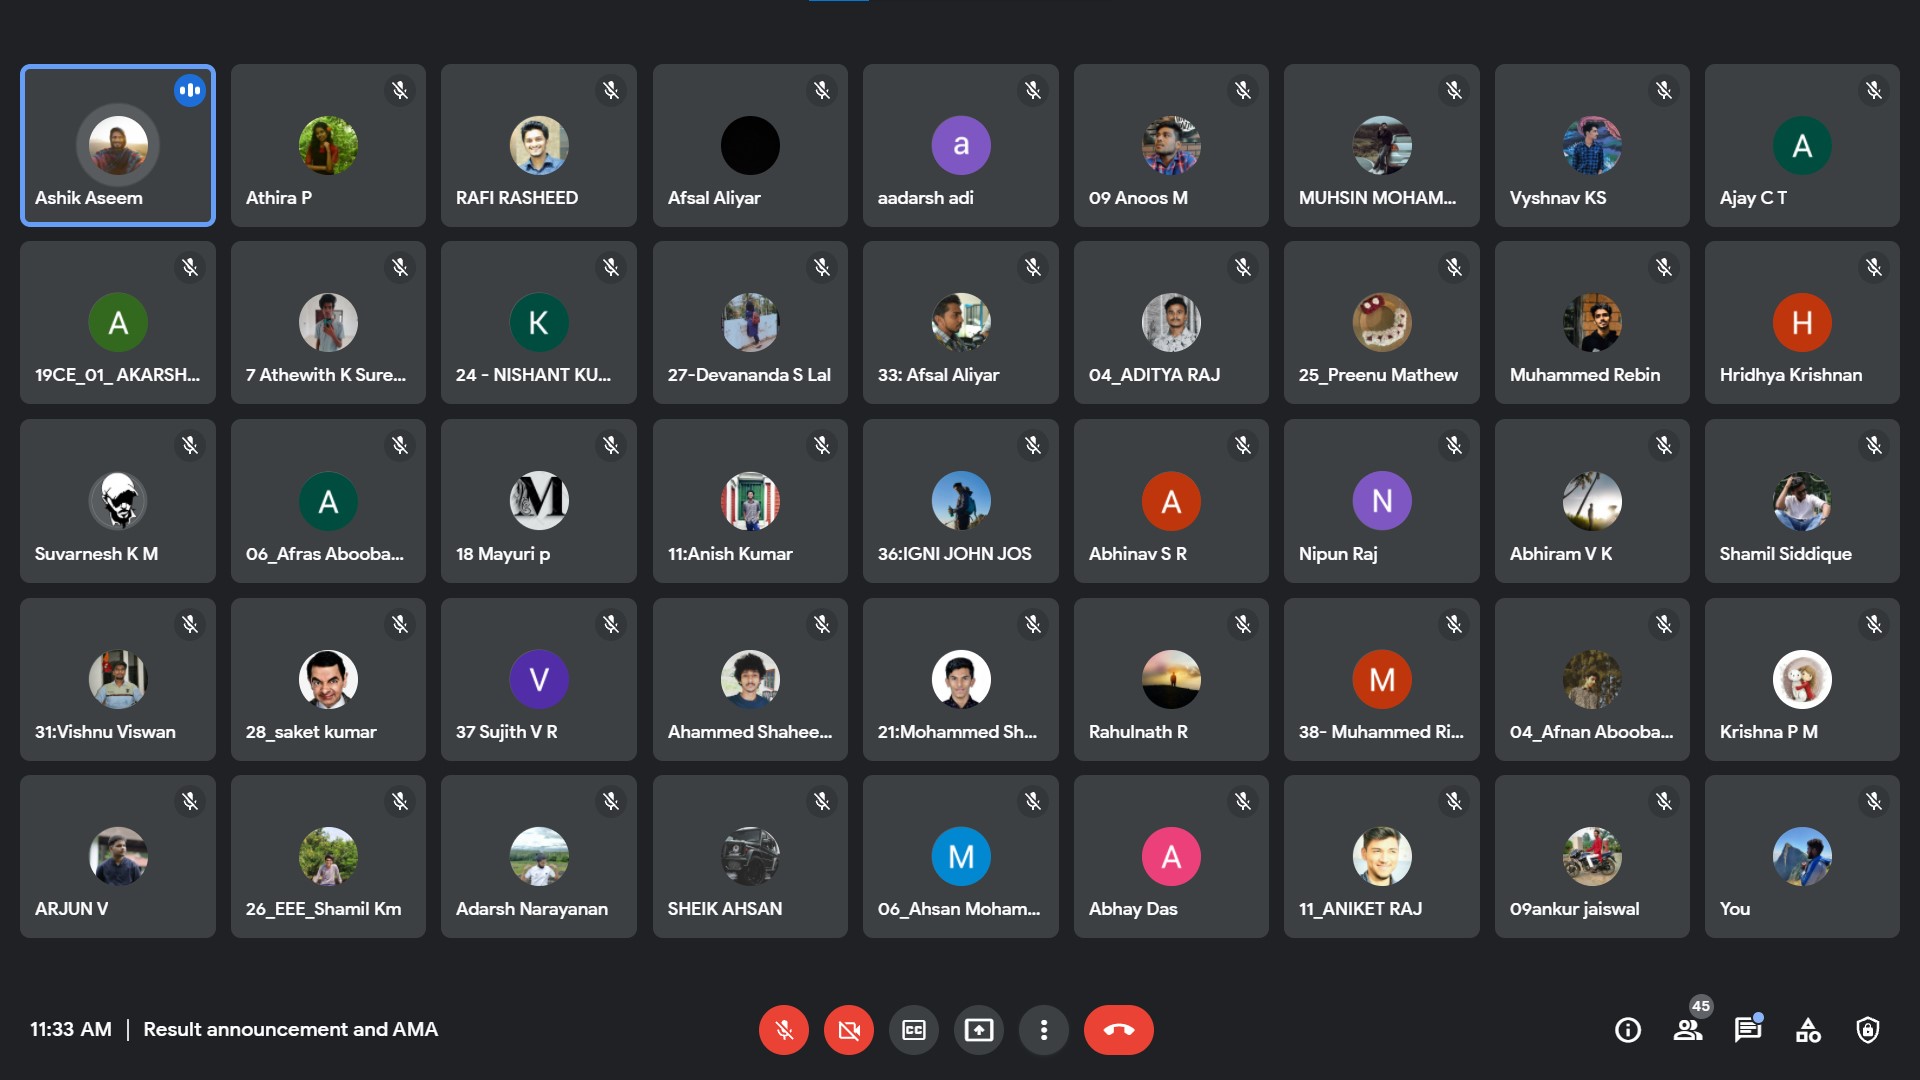 Ashik Aseem
Athira P
RAFI RASHEED
Afsal Aliyar
a
aadarsh adi
09 Anoos M
MUHSIN MOHAM...
Vyshnav KS
A
Ajay C T
A
19CE_01_ AKARSH...
7 Athewith K Sure...
K
24 - NISHANT KU...
27-Devananda S Lal
33: Afsal Aliyar
04_ADITYA RAJ
25_Preenu Mathew
Muhammed Rebin
H
Hridhya Krishnan
Suvarnesh K M
A
06_Afras Abooba...
M
18 Mayuri p
11:Anish Kumar
36:IGNI JOHN JOS
A
Abhinav S R
N
Nipun Raj
Abhiram V K
Shamil Siddique
31:Vishnu Viswan
28_saket kumar
V
37 Sujith V R
Ahammed Shahee...
21:Mohammed Sh...
Rahulnath R
M
38- Muhammed Ri...
04_Afnan Abooba...
Krishna P M
ARJUN V
26_EEE_Shamil Km
Adarsh Narayanan
SHEIK AHSAN
M
06_Ahsan Moham...
A
Abhay Das
11_ANIKET RAJ
09ankur jaiswal
You
11:33 AM | Result announcement and AMA
CC
45